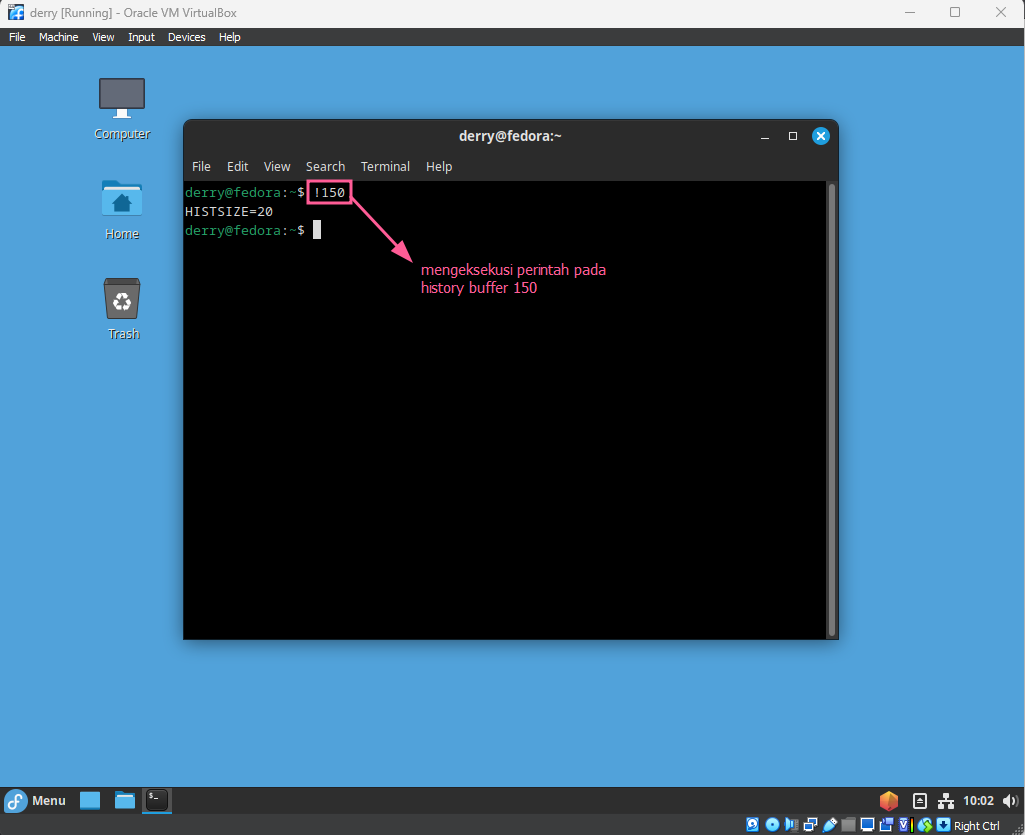 derry [Running] - Oracle VM VirtualBox
File Machine View Input Devices Help
Computer
Home
Trash
derry@fedora:~
File Edit View Search Terminal Help
derry@fedora:~$ !150
HISTSIZE=20
derry@fedora:~$
mengeksekusi perintah pada
history buffer 150
Menu
10:02
Right Ctrl